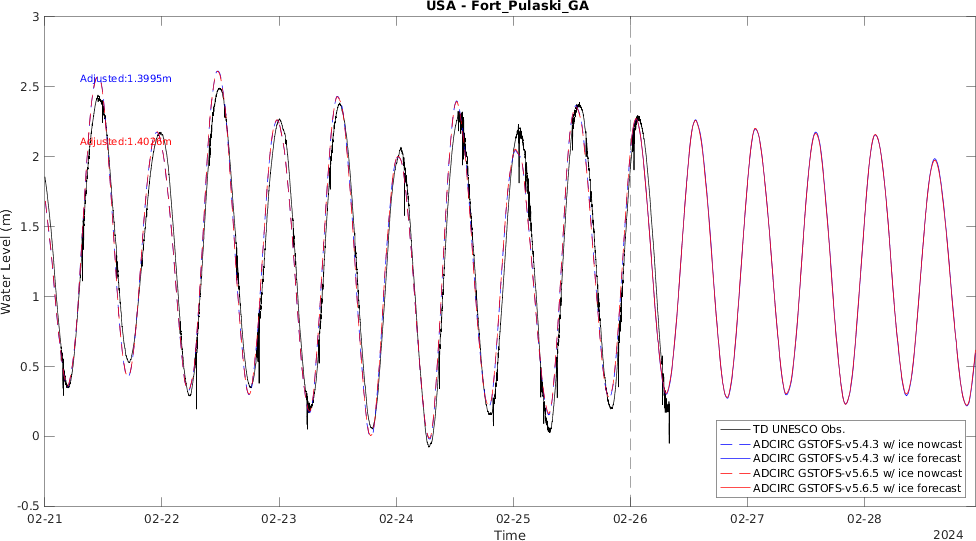 USA - Fort_Pulaski_GA
3
2.5
2
1.5
1
0.5
0
-0.5
Water Level (m)
Adjusted:1.3995m
Adjusted:1.4036m
TD UNESCO Obs.
ADCIRC GSTOFS-v5.4.3 w/ ice nowcast
ADCIRC GSTOFS-v5.4.3 w/ ice forecast
ADCIRC GSTOFS-v5.6.5 w/ ice nowcast
ADCIRC GSTOFS-v5.6.5 w/ ice forecast
02-21 02-22 02-23 02-24 02-25 02-26 02-27 02-28
Time
2024